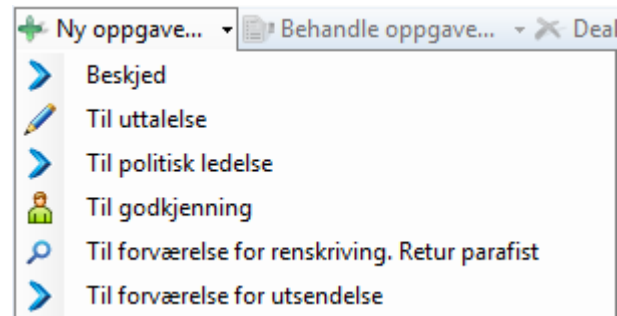 Ny oppgave... Behandle oppgave... Deal
Beskjed
Til uttalelse
Til politisk ledelse
Til godkjenning
Til forværelse for renskriving. Retur parafist
Til forværelse for utsendelse